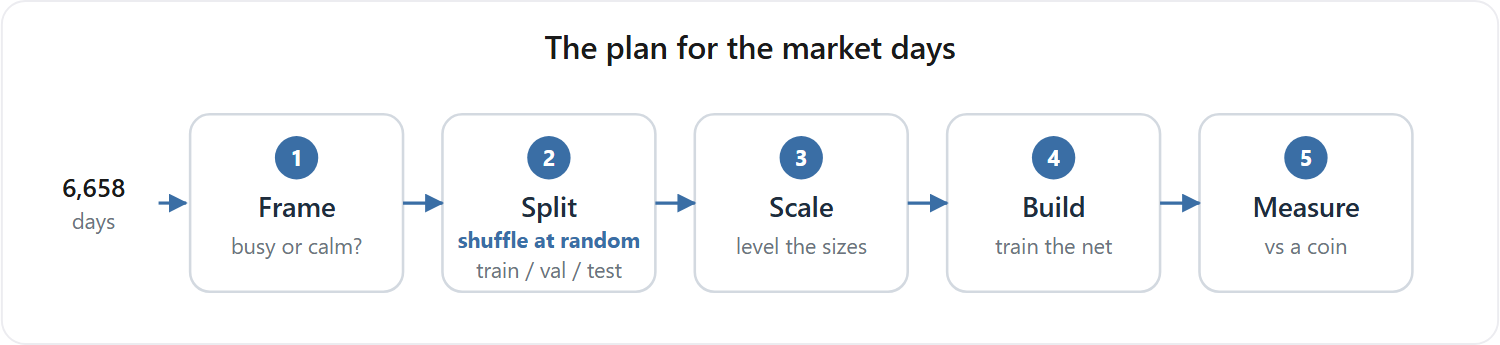 The plan for the market days
6,658
days
1
Frame
busy or calm?
2
Split
shuffle at random
train / val / test
3
Scale
level the sizes
4
Build
train the net
5
Measure
vs a coin